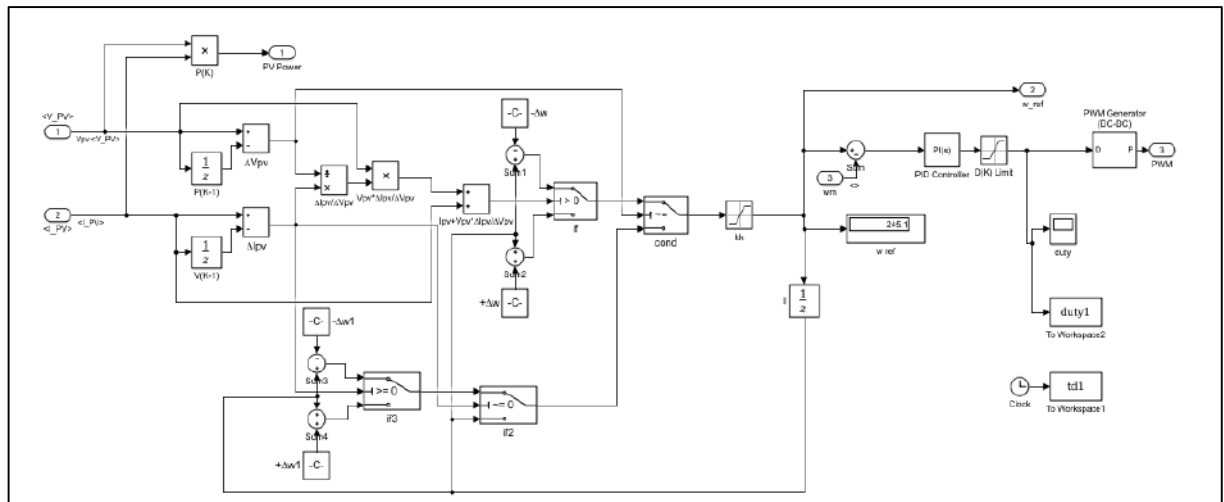 ×
P(K)
1
PV Power
<V_PV>
1
Vpv<V_PV>
1
z
P(K-1)
ΔVpv
2
<I_PV>
<I_PV>
1
z
V(K-1)
ΔIpv
ΔIpv/ΔVpv
×
Vpv*ΔIpv/ΔVpv
Ipv+Vpv*ΔIpv/ΔVpv
-C-
-Δw
Sum1
> 0
if
Sum2
+Δw
-C-
~=
cond
-C-
-Δw1
Sum3
>= 0
if3
Sum4
+Δw1
-C-
~= 0
if2
1
z
2
w_ref
Sum
3
wm
<>
PI(s)
PID Controller
D(K) Limit
PWM Generator
(DC-DC)
D
P
3
PWM
245.1
w ref
duty
duty1
To Workspace2
Clock
td1
To Workspace1